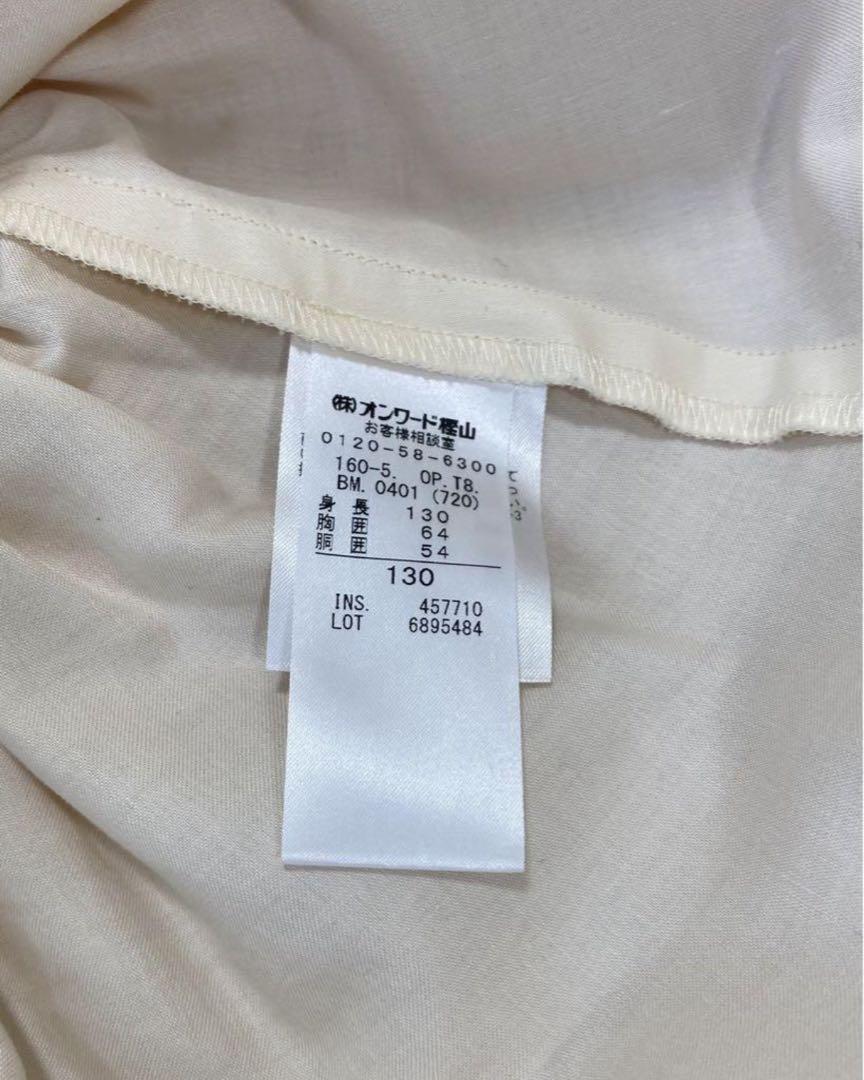 (株)オンワード樫山
お客様相談室
0120-58-6300
160-5. OP.T8.
BM. 0401 (720)
身長 130
胸囲 64
胴囲 54
130
INS. 457710
LOT 6895484